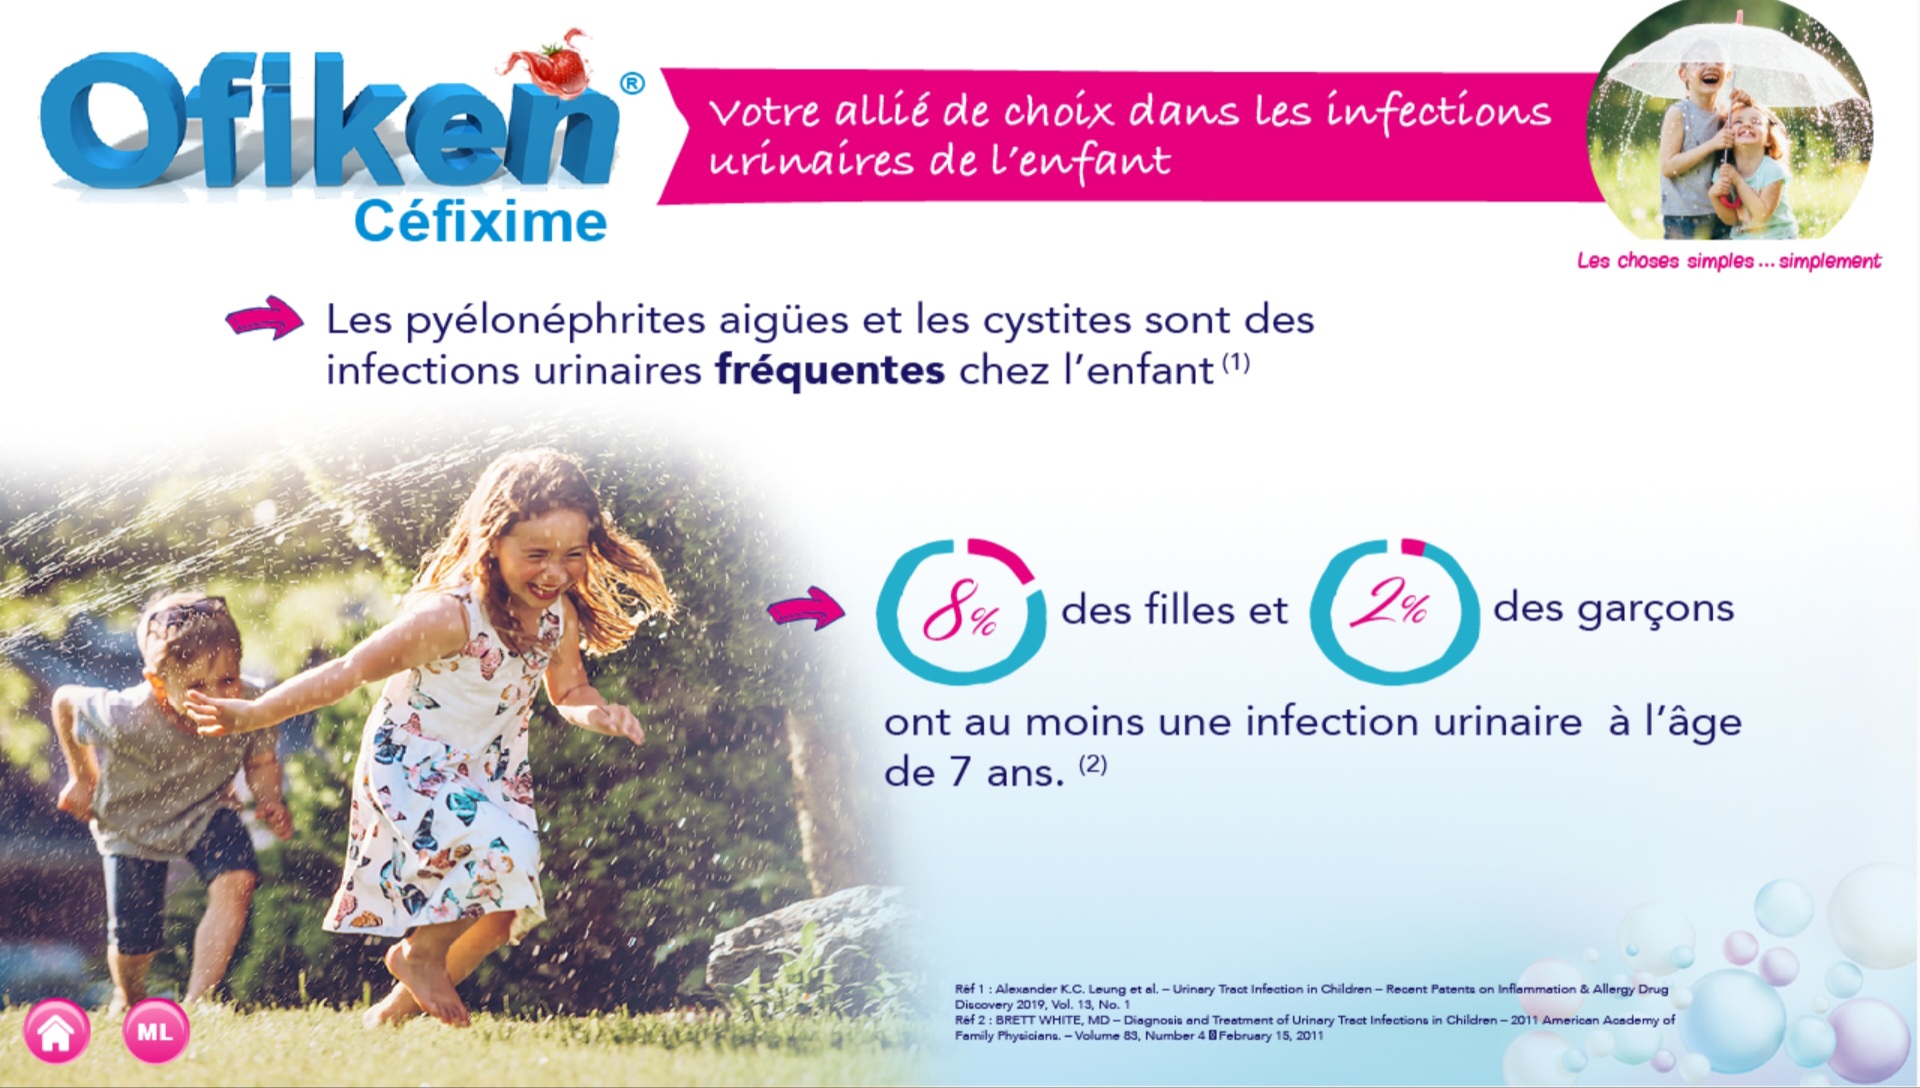 Ofiken®
Céfixime
Votre allié de choix dans les infections
urinaires de l'enfant
Les choses simples... simplement
Les pyélonéphrites aigües et les cystites sont des
infections urinaires fréquentes chez l'enfant (1)
8% des filles et 2% des garçons
ont au moins une infection urinaire à l'âge
de 7 ans. (2)
Réf 1 : Alexander K.C. Leung et al. – Urinary Tract Infection in Children – Recent Patents on Inflammation & Allergy Drug
Discovery 2019, Vol. 13, No. 1
Réf 2 : BRETT WHITE, MD – Diagnosis and Treatment of Urinary Tract Infections in Children – 2011 American Academy of
Family Physicians. – Volume 83, Number 4 February 15, 2011
ML